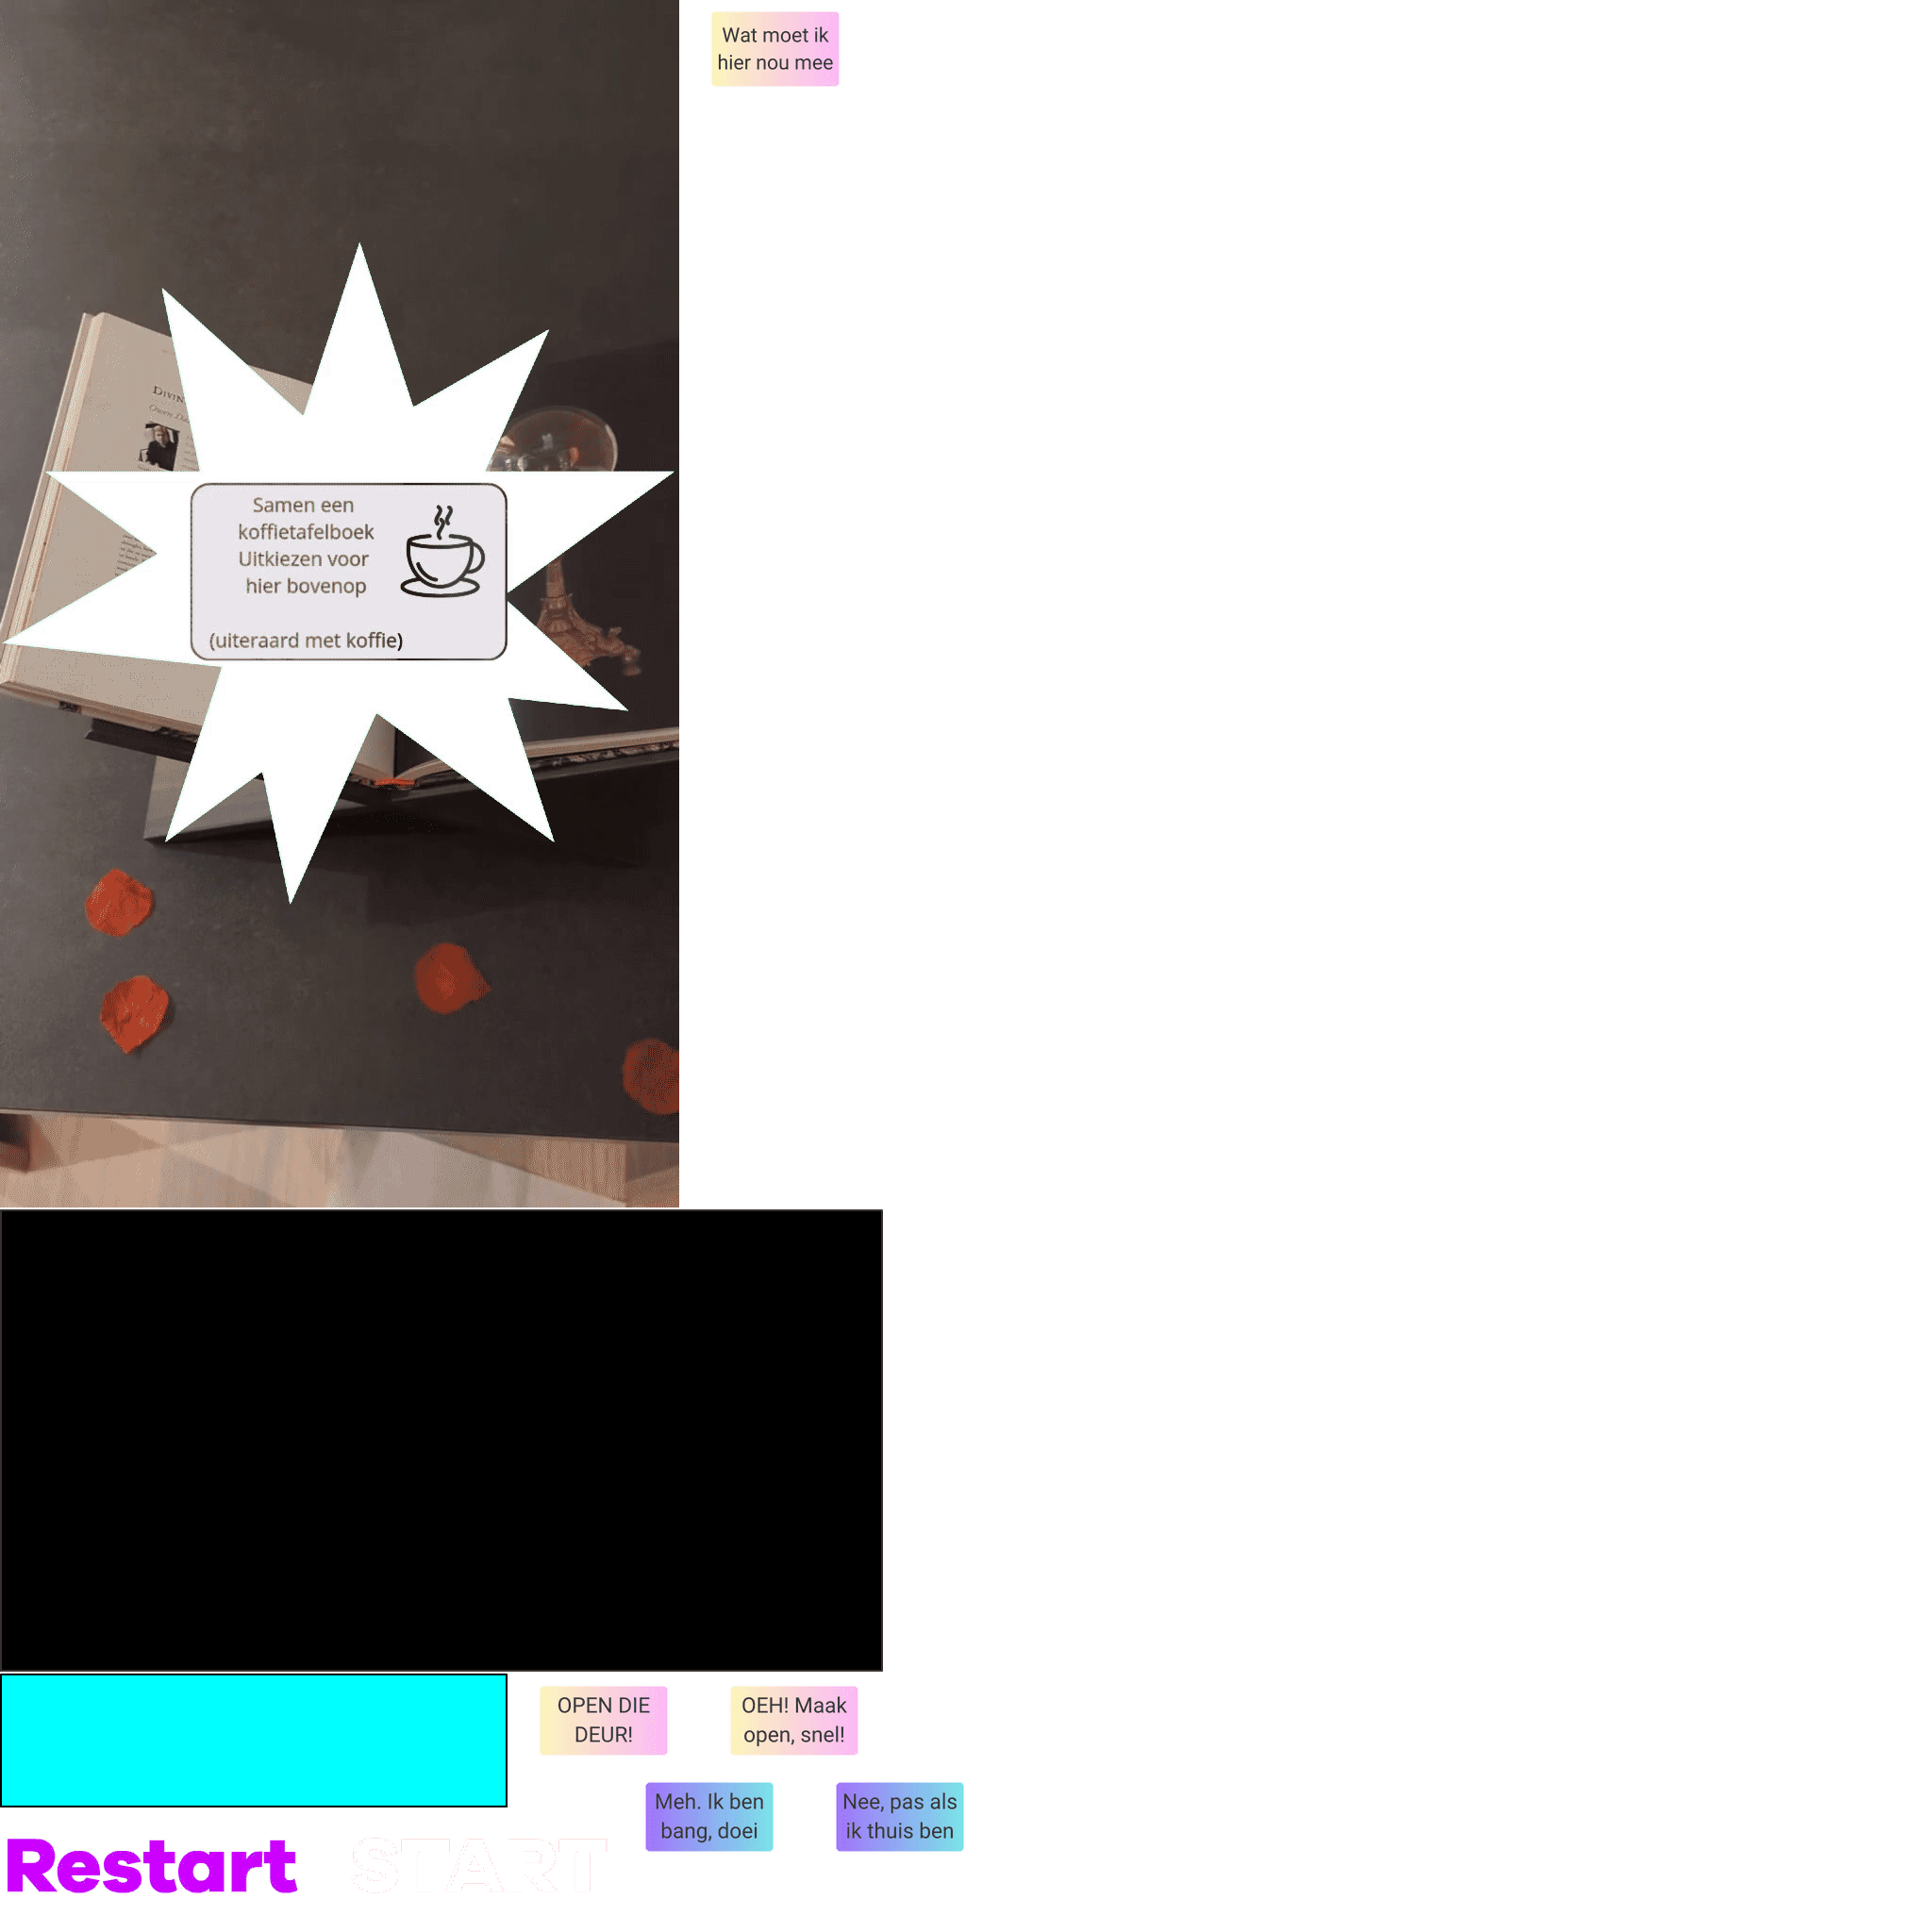 Wat moet ik
hier nou mee
DIVIN
Samen een
koffietafelboek
Uitkiezen voor
hier bovenop
(uiteraard met koffie)
OPEN DIE
DEUR!
OEH! Maak
open, snel!
Meh. Ik ben
bang, doei
Nee, pas als
ik thuis ben
Restart
START